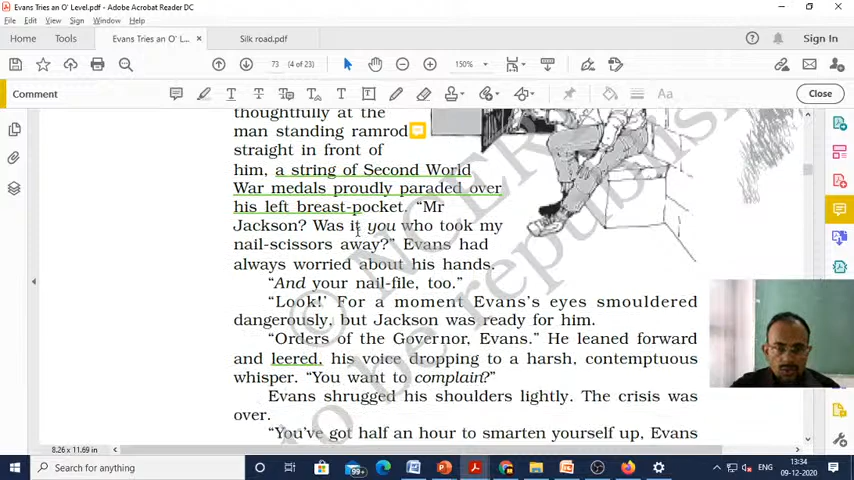 Evans Tries an O' Level.pdf - Adobe Acrobat Reader DC
File Edit View Sign Window Help
Home Tools Evans Tries an O' L... × Silk road.pdf Sign In
73 (4 of 23) 150%
Comment Close
thoughtfully at the
man standing ramrod
straight in front of
him, a string of Second World
War medals proudly paraded over
his left breast-pocket. “Mr
Jackson? Was it you who took my
nail-scissors away?” Evans had
always worried about his hands.
“And your nail-file, too.”
“Look!’ For a moment Evans’s eyes smouldered
dangerously, but Jackson was ready for him.
“Orders of the Governor, Evans.” He leaned forward
and leered, his voice dropping to a harsh, contemptuous
whisper. “You want to complain?”
Evans shrugged his shoulders lightly. The crisis was
over.
“You’ve got half an hour to smarten yourself up, Evans
© NCERT
not to be republished
8.26 x 11.69 in
Search for anything
99+
ENG
13:34
09-12-2020